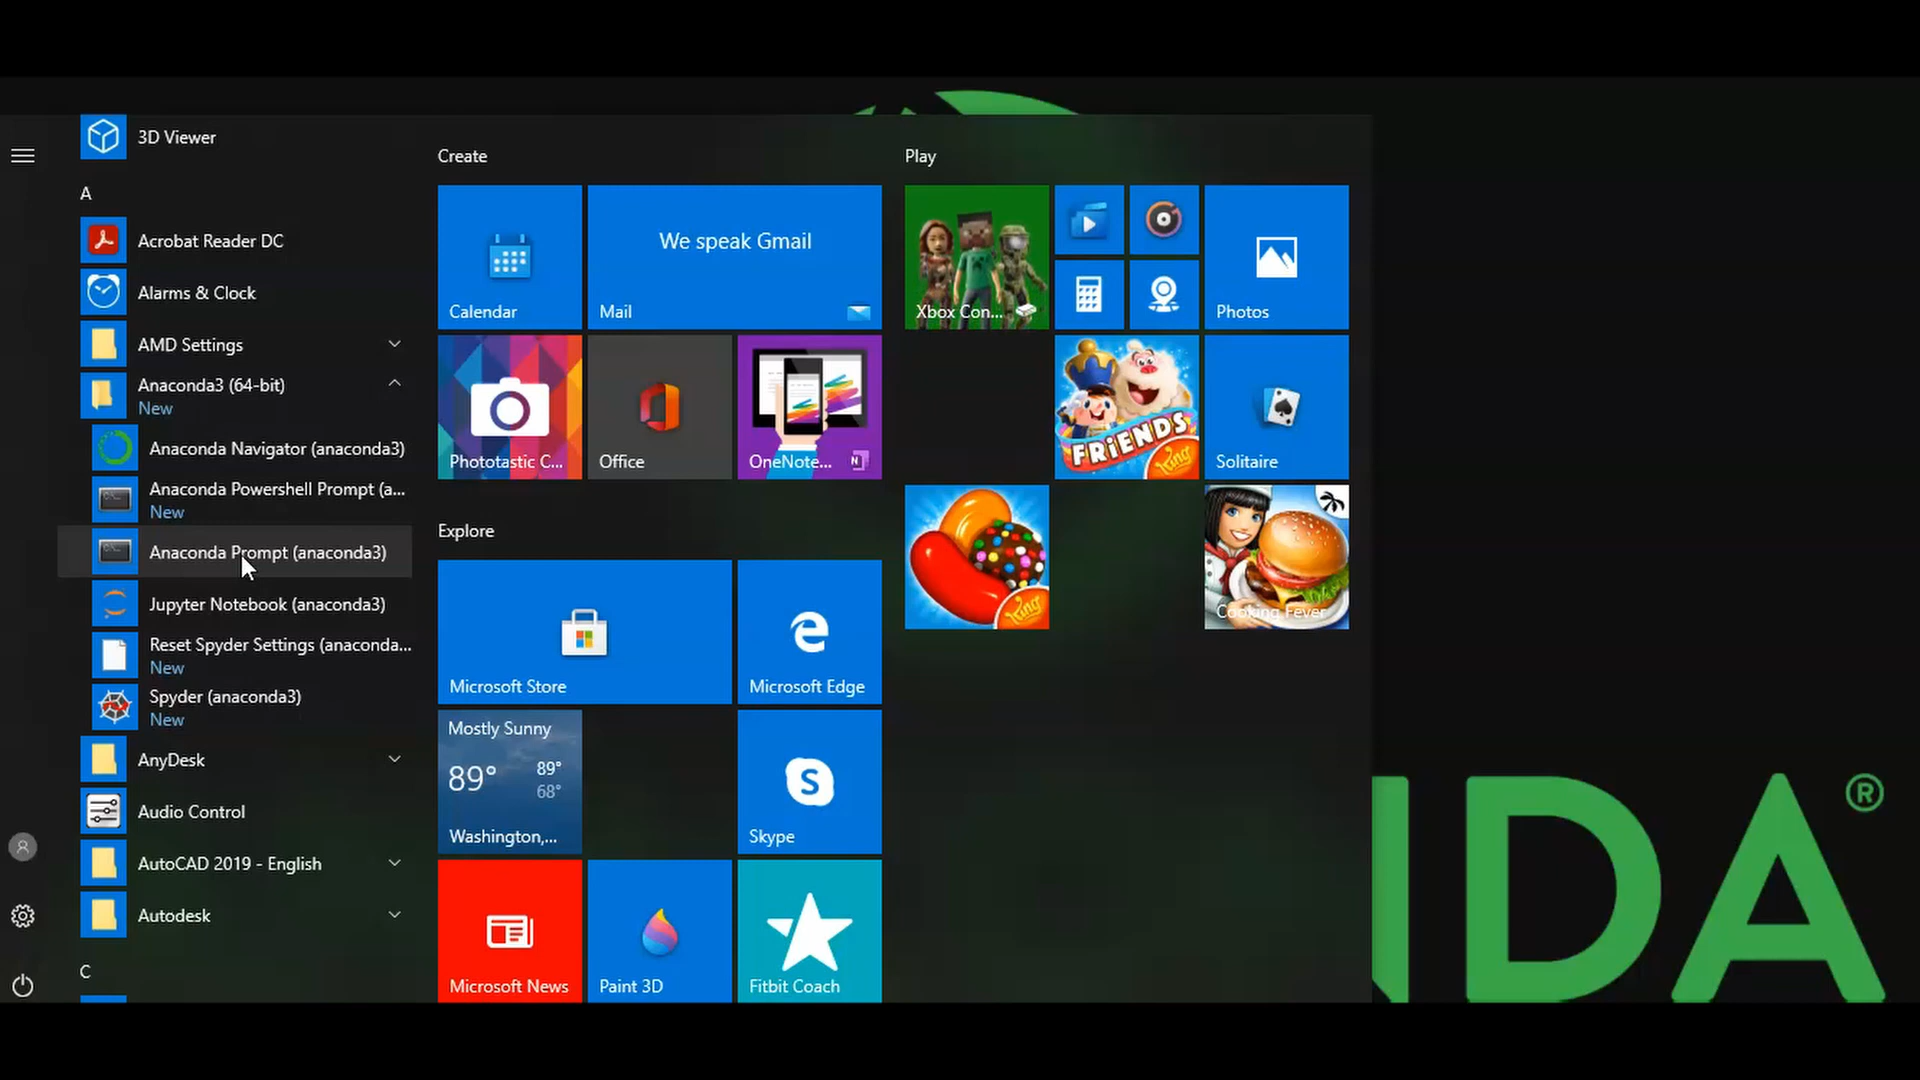 3D Viewer
A
Acrobat Reader DC
Alarms & Clock
AMD Settings
Anaconda3 (64-bit)
New
Anaconda Navigator (anaconda3)
Anaconda Powershell Prompt (a...
New
Anaconda Prompt (anaconda3)
Jupyter Notebook (anaconda3)
Reset Spyder Settings (anaconda...
New
Spyder (anaconda3)
New
AnyDesk
Audio Control
AutoCAD 2019 - English
Autodesk
C
Create
We speak Gmail
Calendar
Mail
Phototastic C...
Office
OneNote...
N
Explore
Microsoft Store
Microsoft Edge
Mostly Sunny
89°
89°
68°
Washington,...
S
Skype
Microsoft News
Paint 3D
Fitbit Coach
Play
Xbox Con...
Photos
FRiENDS
King
Solitaire
King
Cooking Fever
NDA®